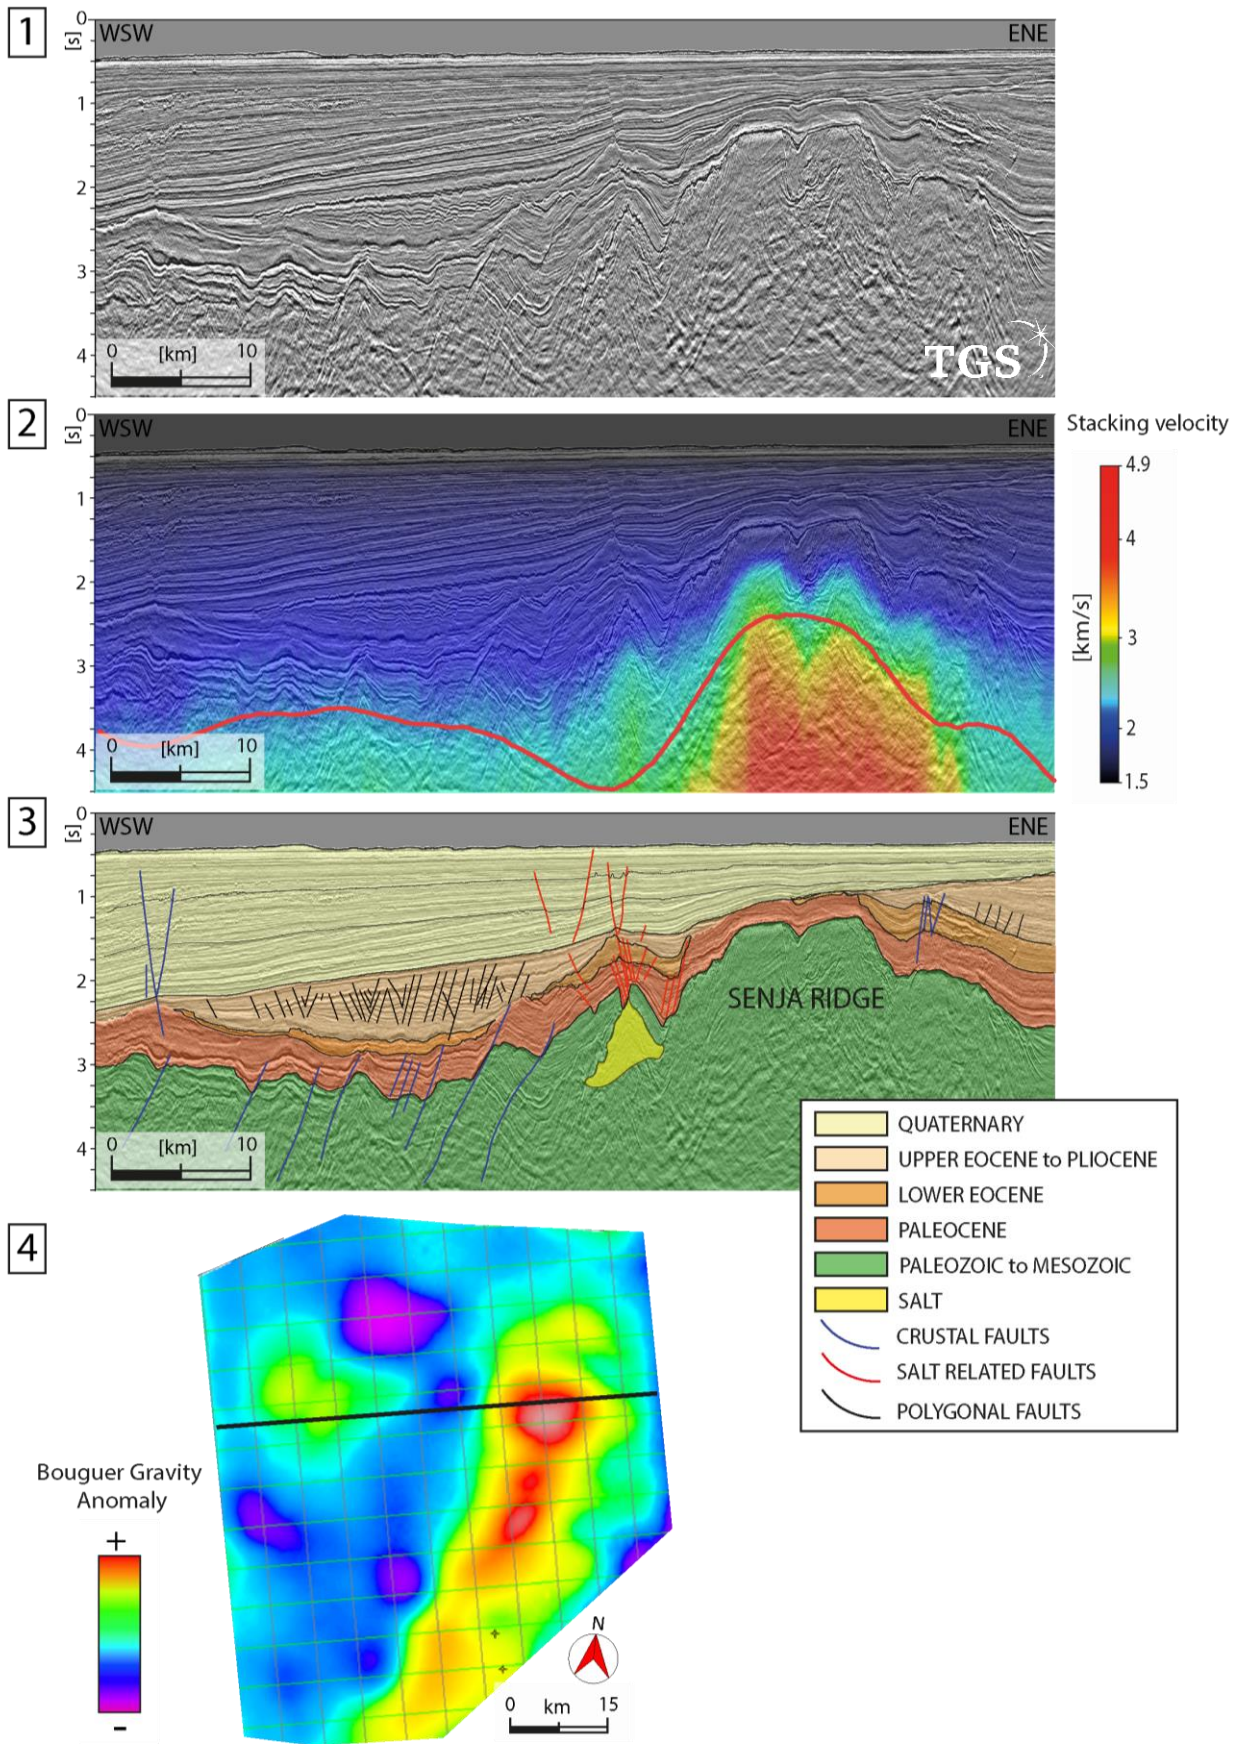 1
0
[s]
WSW
ENE
1
2
3
4
0 [km] 10
TGS
2
0
[s]
WSW
ENE
Stacking velocity
1
2
3
4
0 [km] 10
4.9
4
3
2
1.5
[km/s]
3
0
[s]
WSW
ENE
1
2
3
4
SENJA RIDGE
0 [km] 10
QUATERNARY
UPPER EOCENE to PLIOCENE
LOWER EOCENE
PALEOCENE
PALEOZOIC to MESOZOIC
SALT
CRUSTAL FAULTS
SALT RELATED FAULTS
POLYGONAL FAULTS
4
Bouguer Gravity
Anomaly
+
-
N
0 km 15